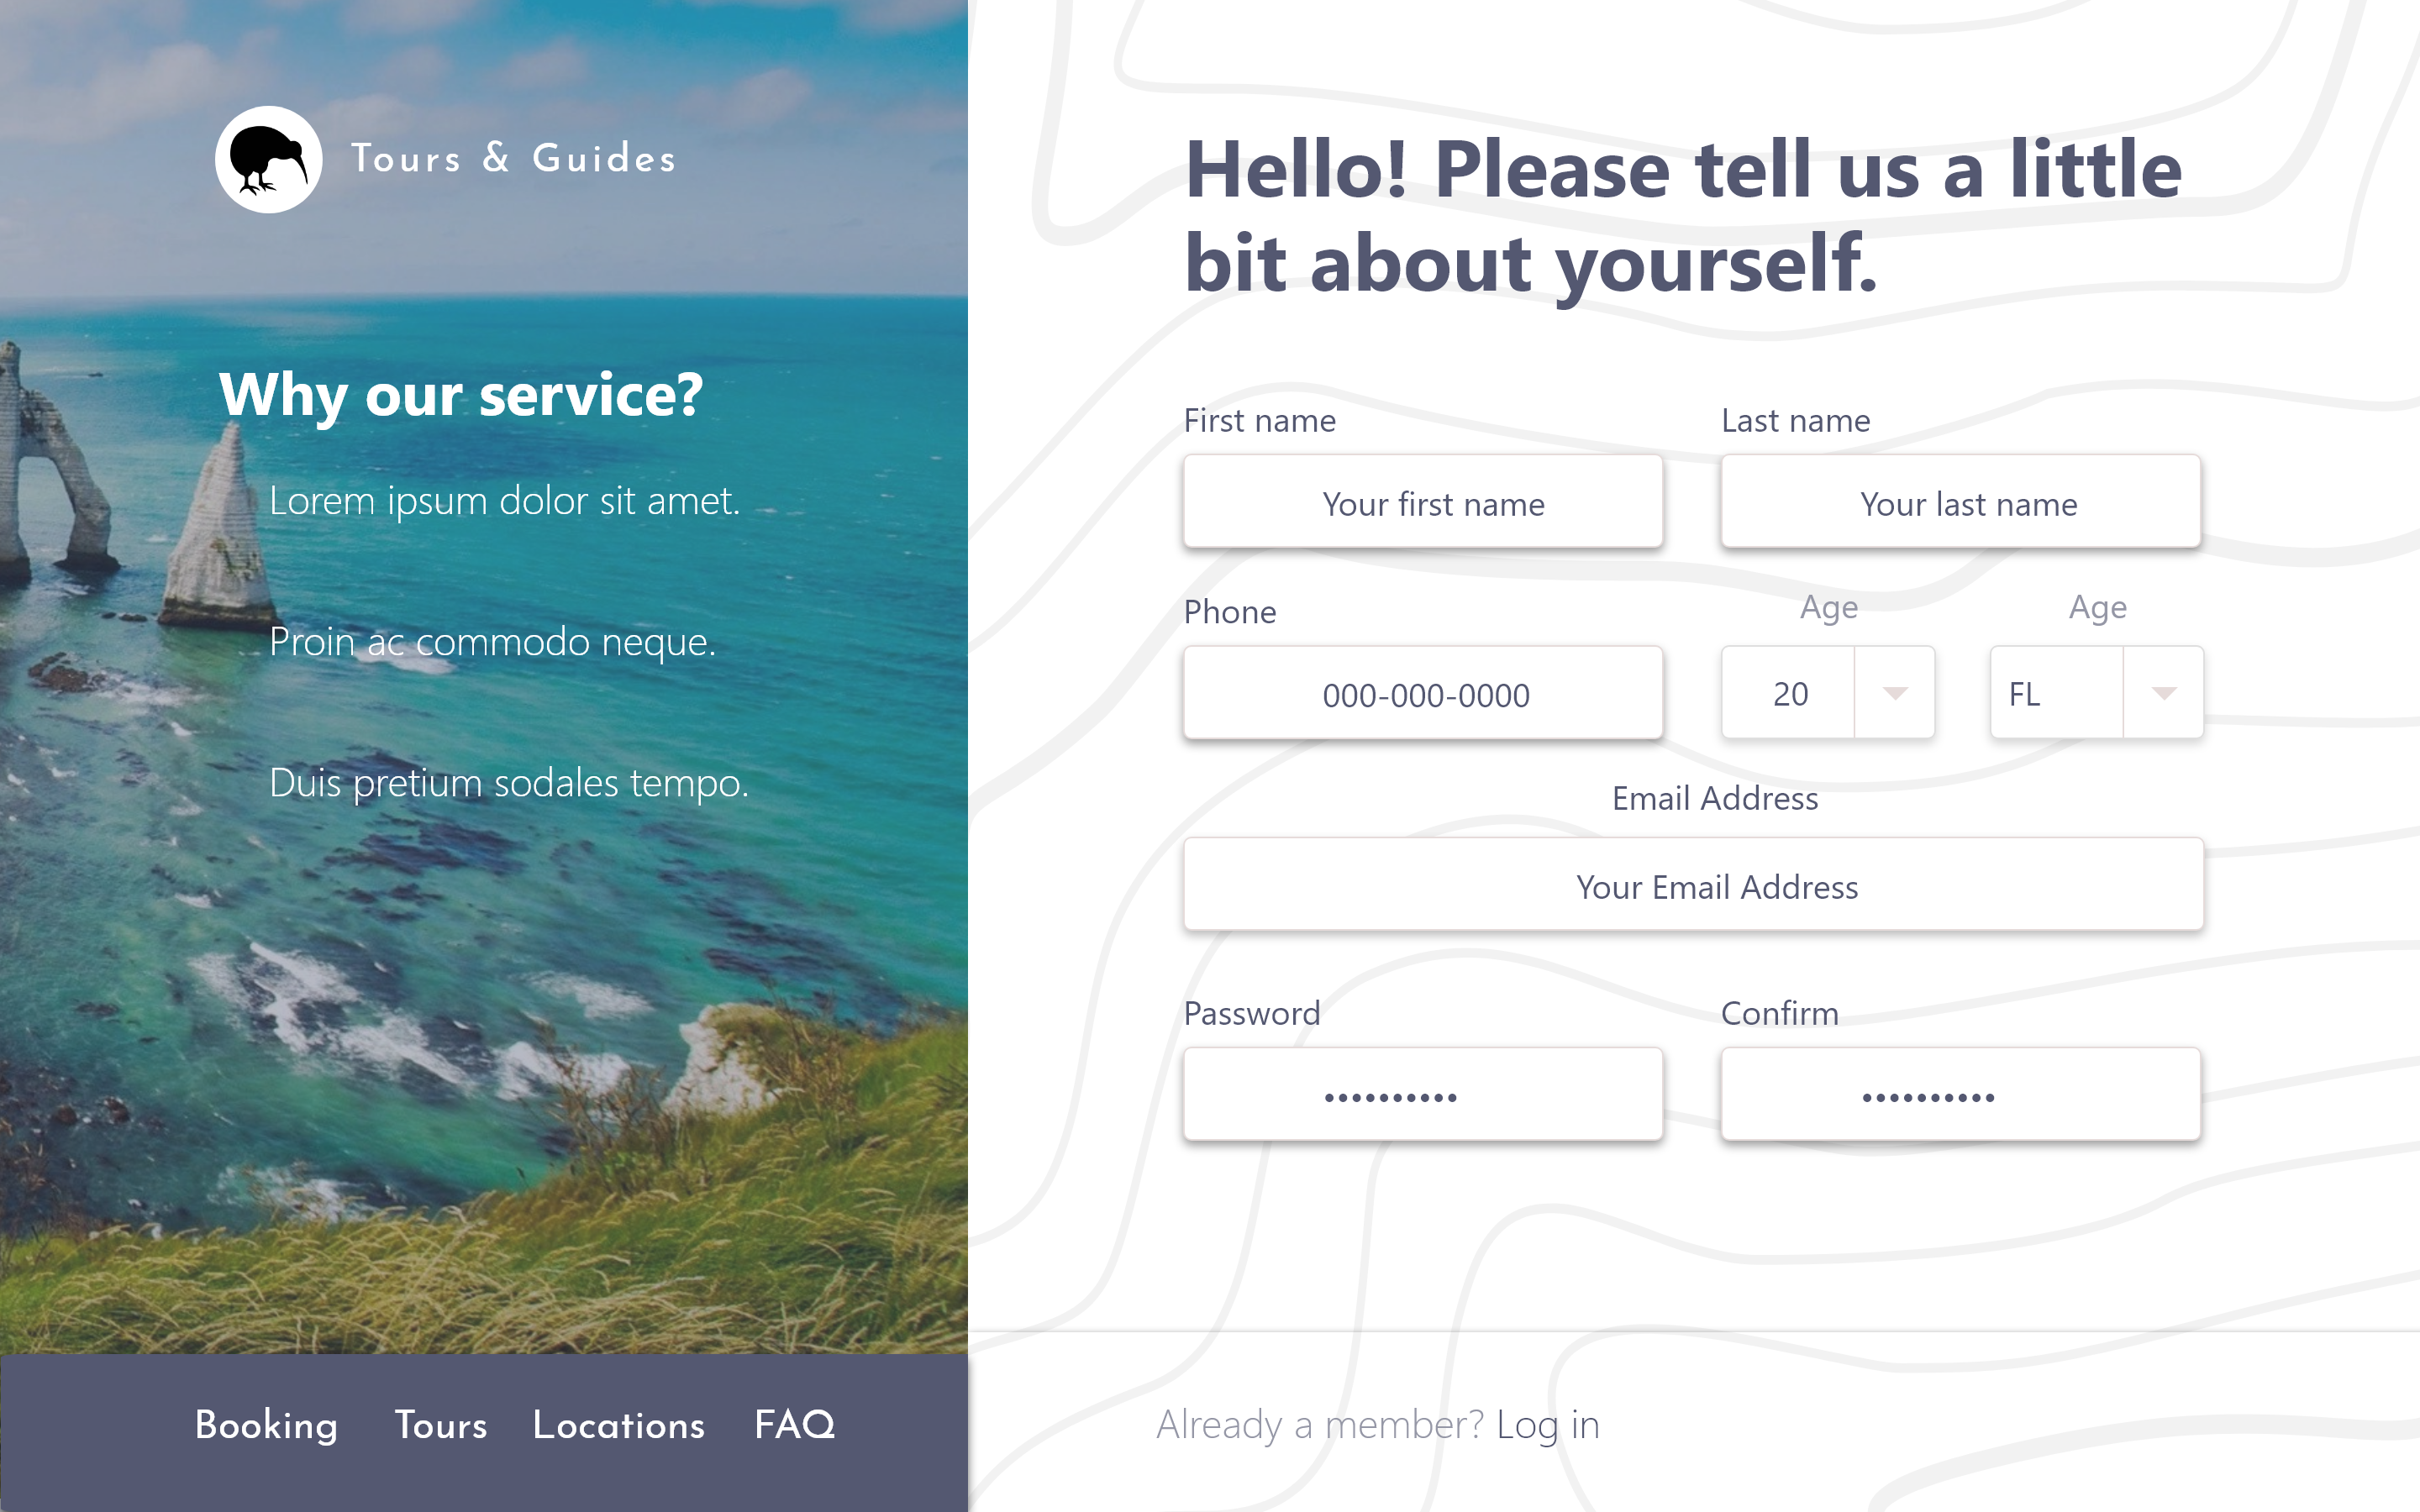 Tours & Guides
Why our service?
Lorem ipsum dolor sit amet.
Proin ac commodo neque.
Duis pretium sodales tempo.
Booking Tours Locations FAQ
Hello! Please tell us a little
bit about yourself.
First name Last name
Your first name Your last name
Phone Age Age
000-000-0000 20 FL
Email Address
Your Email Address
Password Confirm
•••••••••• ••••••••••
Already a member? Log in